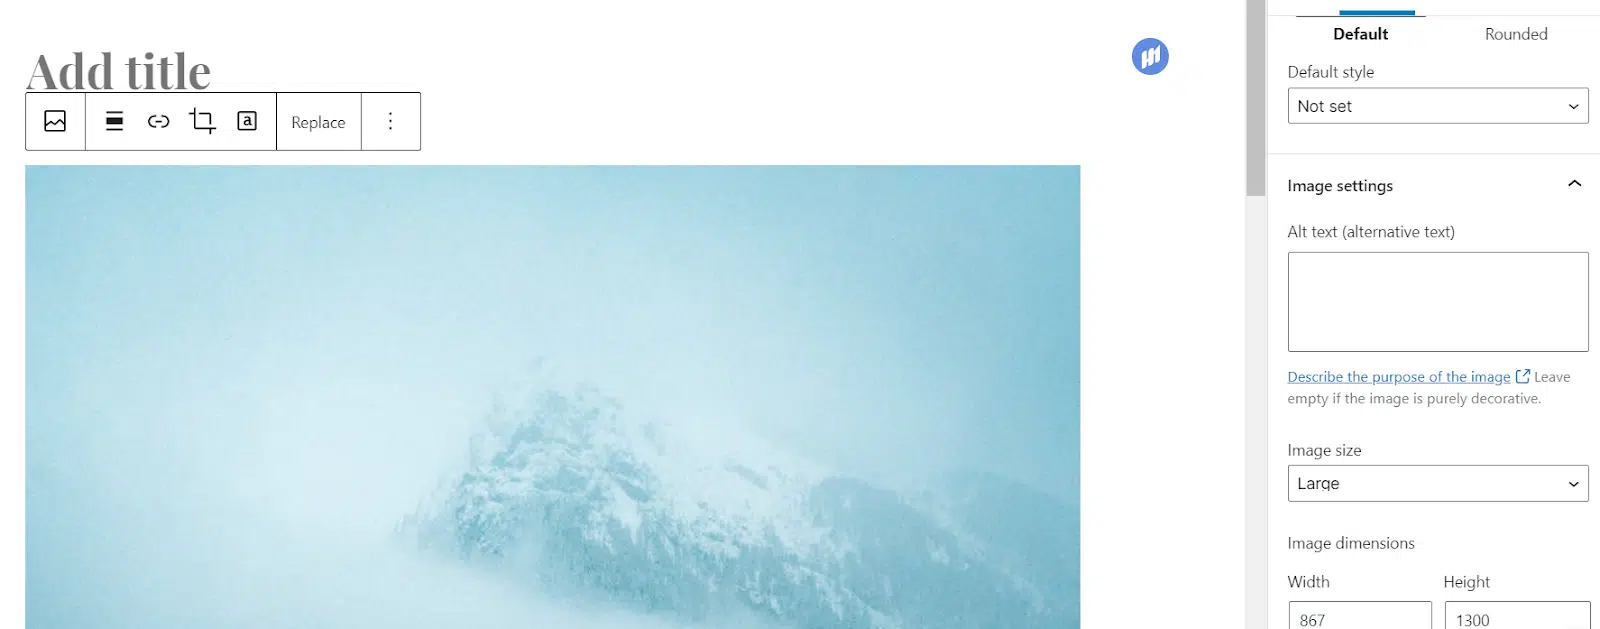 Add title
a
Replace
Default Rounded
Default style
Not set
Image settings
Alt text (alternative text)
Describe the purpose of the image Leave
empty if the image is purely decorative.
Image size
Large
Image dimensions
Width Height
867 1300